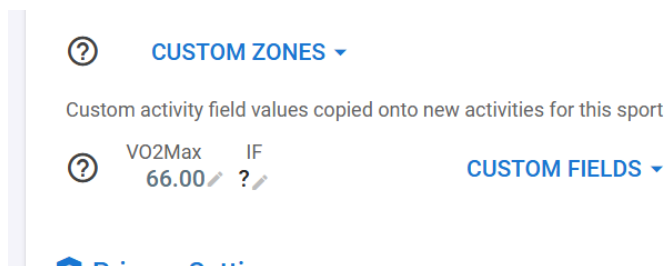 CUSTOM ZONES
Custom activity field values copied onto new activities for this sport
VO2Max IF
66.00 ?
CUSTOM FIELDS